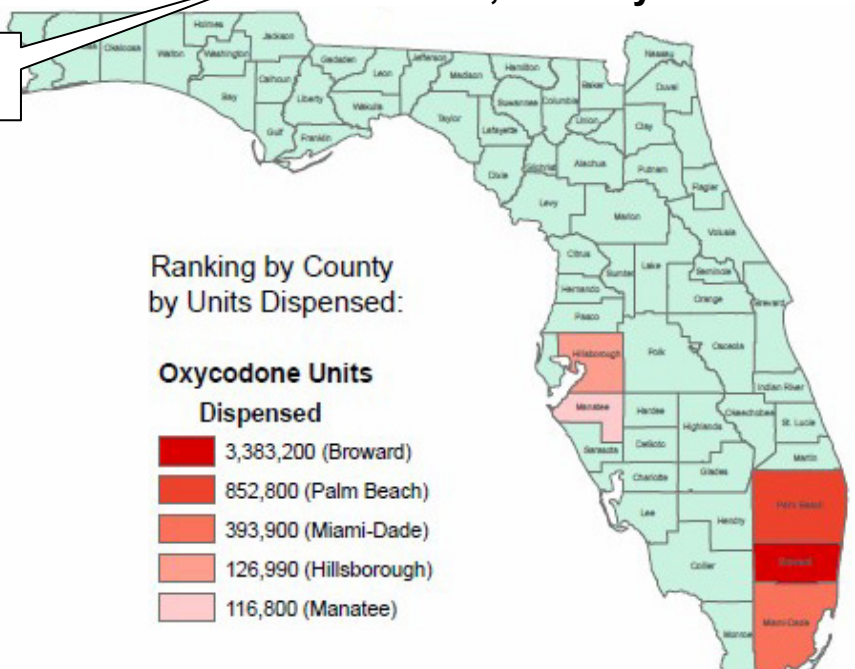 Holmes
Jackson
Okaloosa
Walton
Washington
Gadsden
Jefferson
Hamilton
Nassau
Leon
Madison
Baker
Duval
Calhoun
Bay
Liberty
Wakulla
Taylor
Suwannee
Columbia
Union
Clay
Gulf
Franklin
Lafayette
Dixie
Gilchrist
Alachua
Putnam
Flagler
Levy
Marion
Volusia
Citrus
Sumter
Lake
Seminole
Hernando
Orange
Brevard
Pasco
Hillsborough
Polk
Osceola
Indian River
Manatee
Hardee
Highlands
Okeechobee
St. Lucie
Sarasota
DeSoto
Martin
Charlotte
Glades
Lee
Hendry
Palm Beach
Collier
Broward
Monroe
Miami-Dade
Ranking by County
by Units Dispensed:
Oxycodone Units
Dispensed
3,383,200 (Broward)
852,800 (Palm Beach)
393,900 (Miami-Dade)
126,990 (Hillsborough)
116,800 (Manatee)